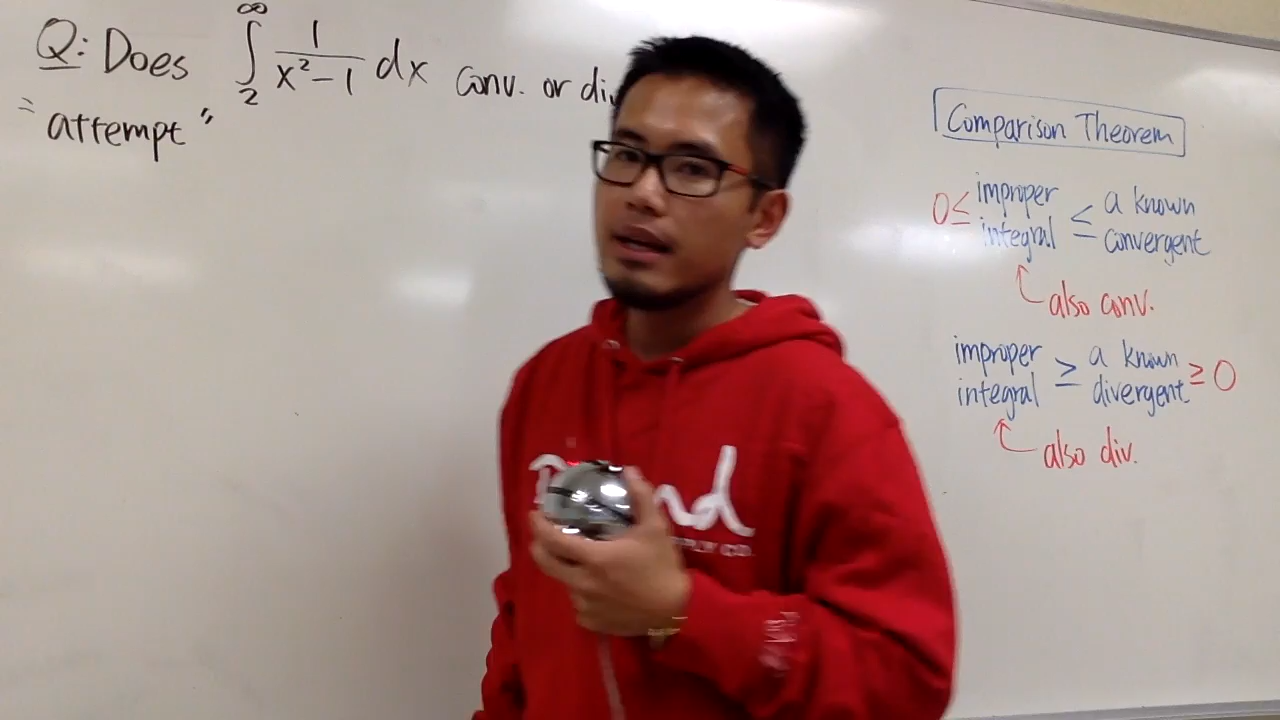 Q: Does ∫₂^∞ 1/(x²-1) dx conv. or
"attempt"
Comparison Theorem
0≤ improper integral ≤ a known convergent
also conv.
improper integral ≥ a known divergent ≥ 0
also div.